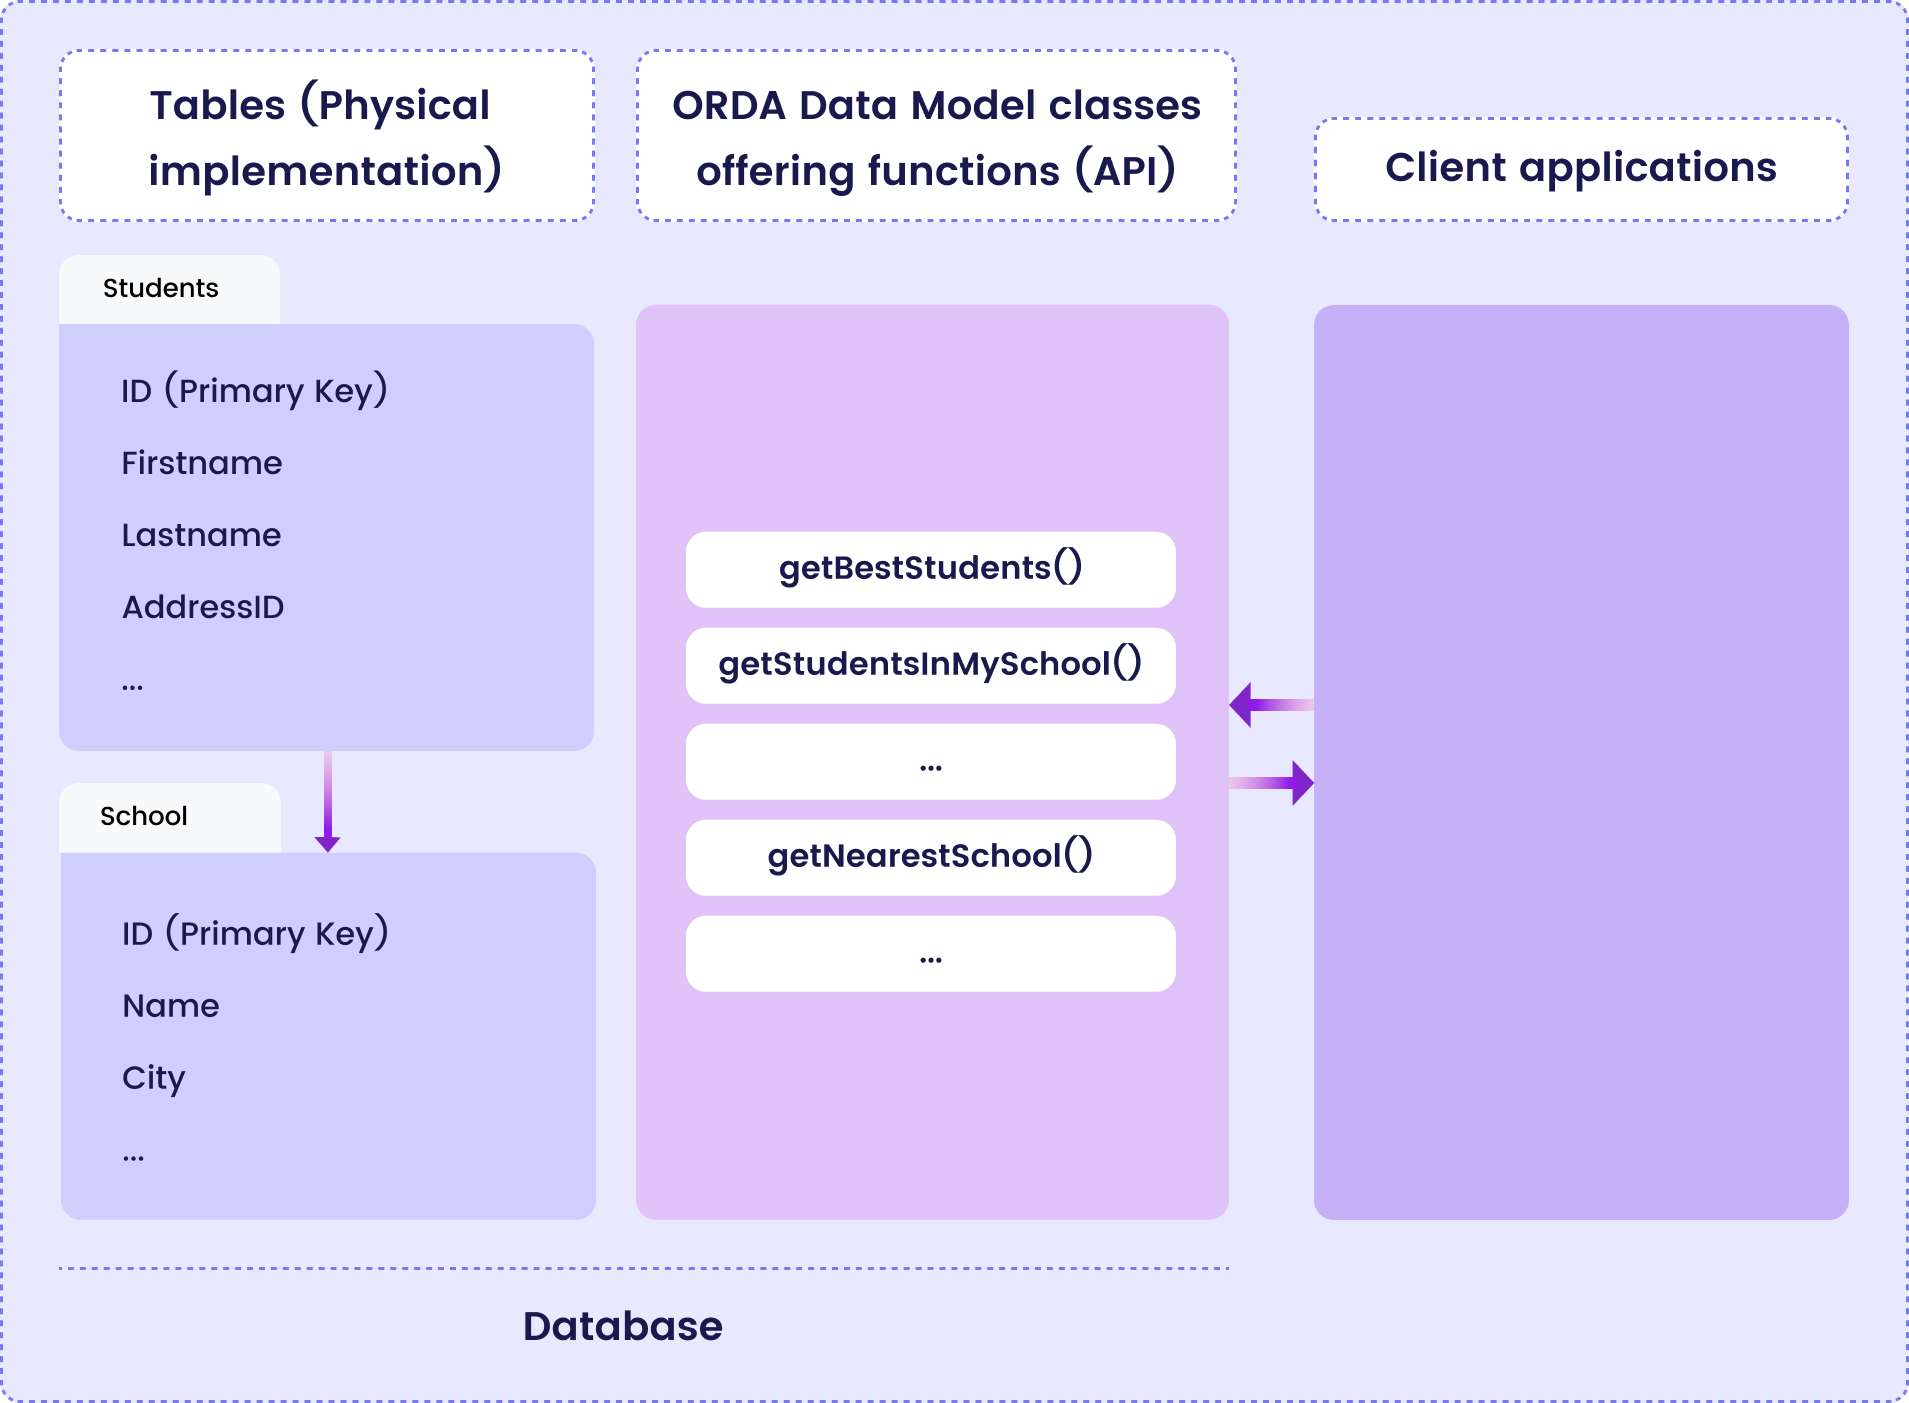 Tables (Physical
implementation)
ORDA Data Model classes
offering functions (API)
Client applications
Students
ID (Primary Key)
Firstname
Lastname
AddressID
...
School
ID (Primary Key)
Name
City
...
getBestStudents()
getStudentsInMySchool()
...
getNearestSchool()
...
Database